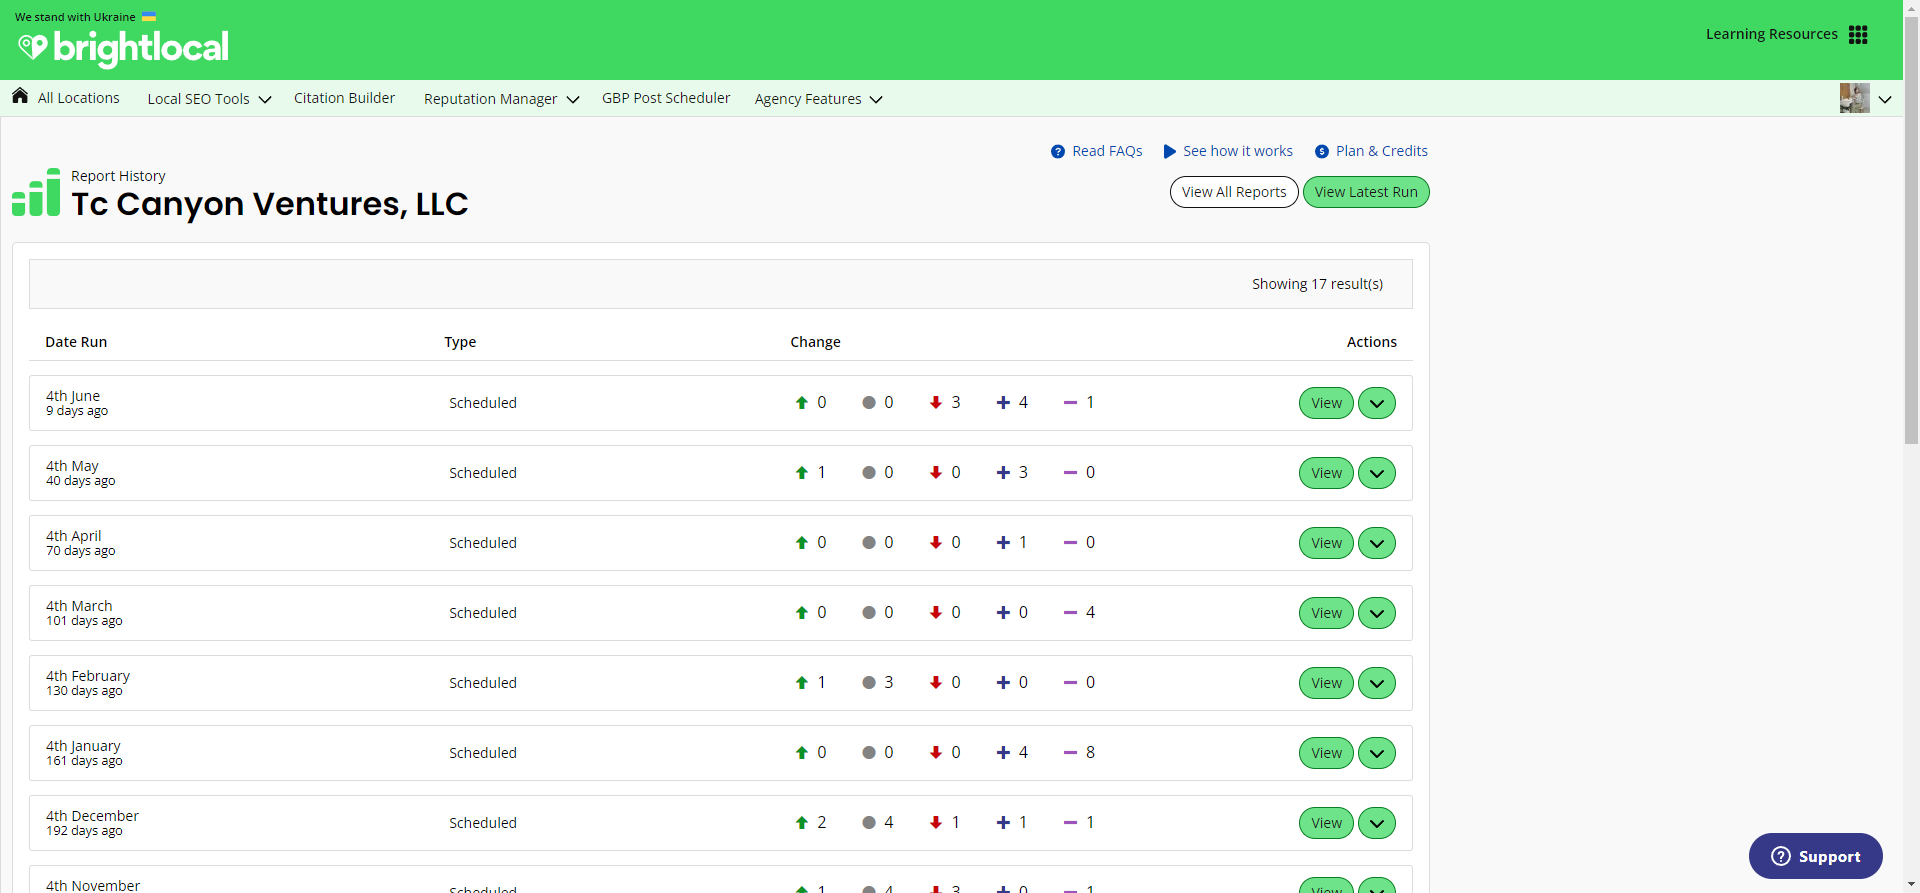 We stand with Ukraine
brightlocal
Learning Resources
All Locations Local SEO Tools Citation Builder Reputation Manager GBP Post Scheduler Agency Features
Read FAQs See how it works Plan & Credits
Report History
Tc Canyon Ventures, LLC
View All Reports View Latest Run
Showing 17 result(s)
Date Run Type Change Actions
4th June
9 days ago
Scheduled 0 0 3 4 1 View
4th May
40 days ago
Scheduled 1 0 0 3 0 View
4th April
70 days ago
Scheduled 0 0 0 1 0 View
4th March
101 days ago
Scheduled 0 0 0 0 4 View
4th February
130 days ago
Scheduled 1 3 0 0 0 View
4th January
161 days ago
Scheduled 0 0 0 4 8 View
4th December
192 days ago
Scheduled 2 4 1 1 1 View
4th November
Scheduled 1 4 3 0 1 View
Support